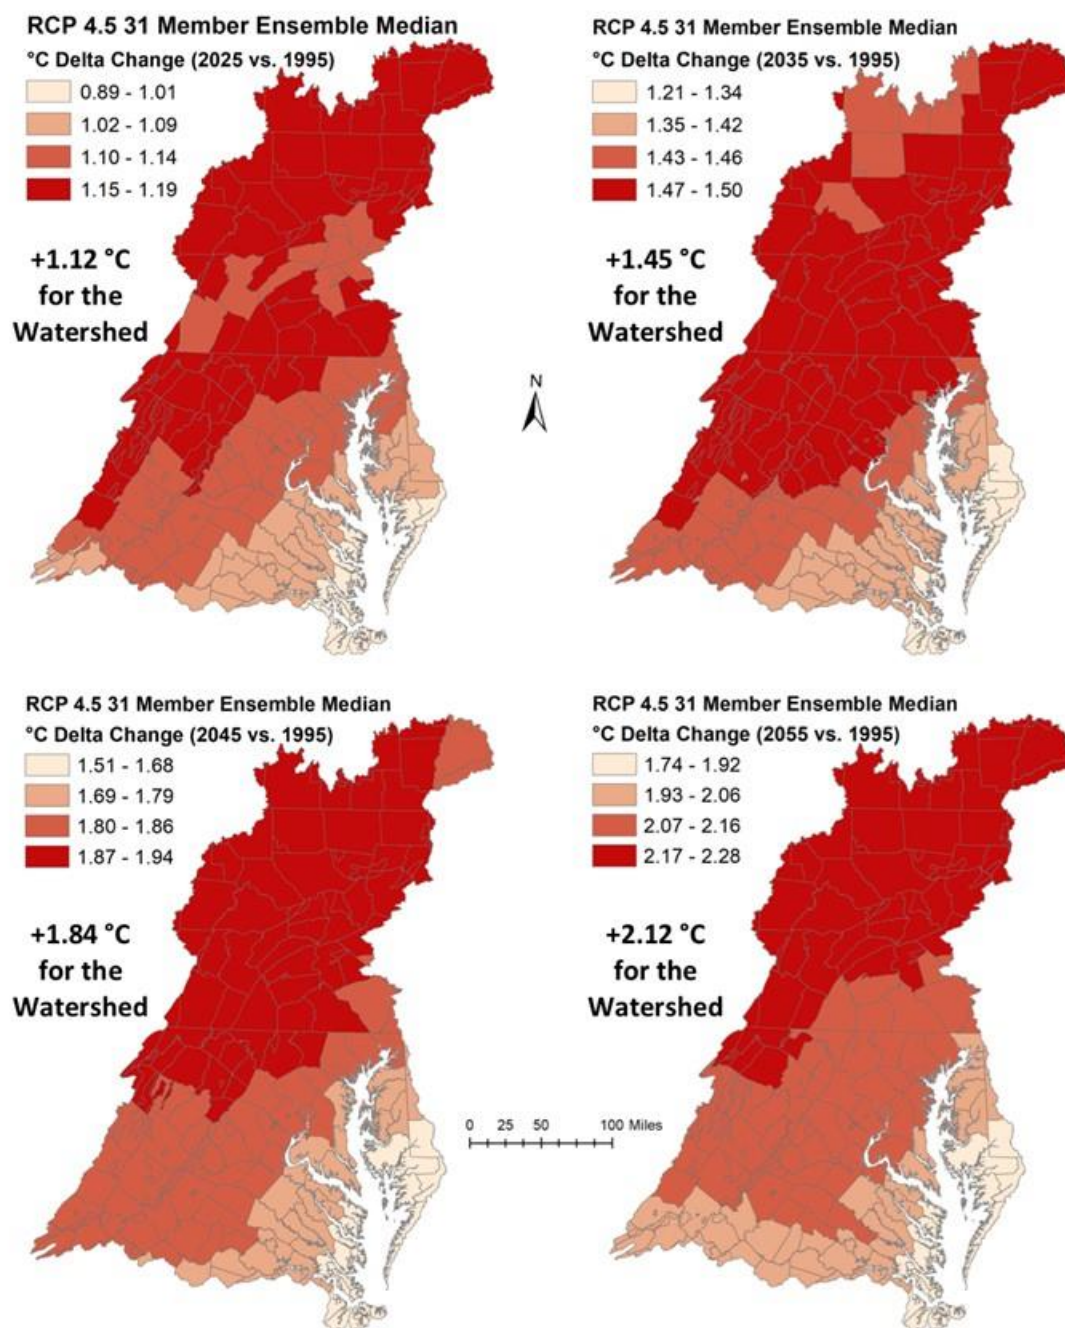 RCP 4.5 31 Member Ensemble Median
°C Delta Change (2025 vs. 1995)
0.89 - 1.01
1.02 - 1.09
1.10 - 1.14
1.15 - 1.19
+1.12 °C
for the
Watershed
RCP 4.5 31 Member Ensemble Median
°C Delta Change (2035 vs. 1995)
1.21 - 1.34
1.35 - 1.42
1.43 - 1.46
1.47 - 1.50
+1.45 °C
for the
Watershed
N
RCP 4.5 31 Member Ensemble Median
°C Delta Change (2045 vs. 1995)
1.51 - 1.68
1.69 - 1.79
1.80 - 1.86
1.87 - 1.94
+1.84 °C
for the
Watershed
RCP 4.5 31 Member Ensemble Median
°C Delta Change (2055 vs. 1995)
1.74 - 1.92
1.93 - 2.06
2.07 - 2.16
2.17 - 2.28
+2.12 °C
for the
Watershed
0 25 50 100 Miles